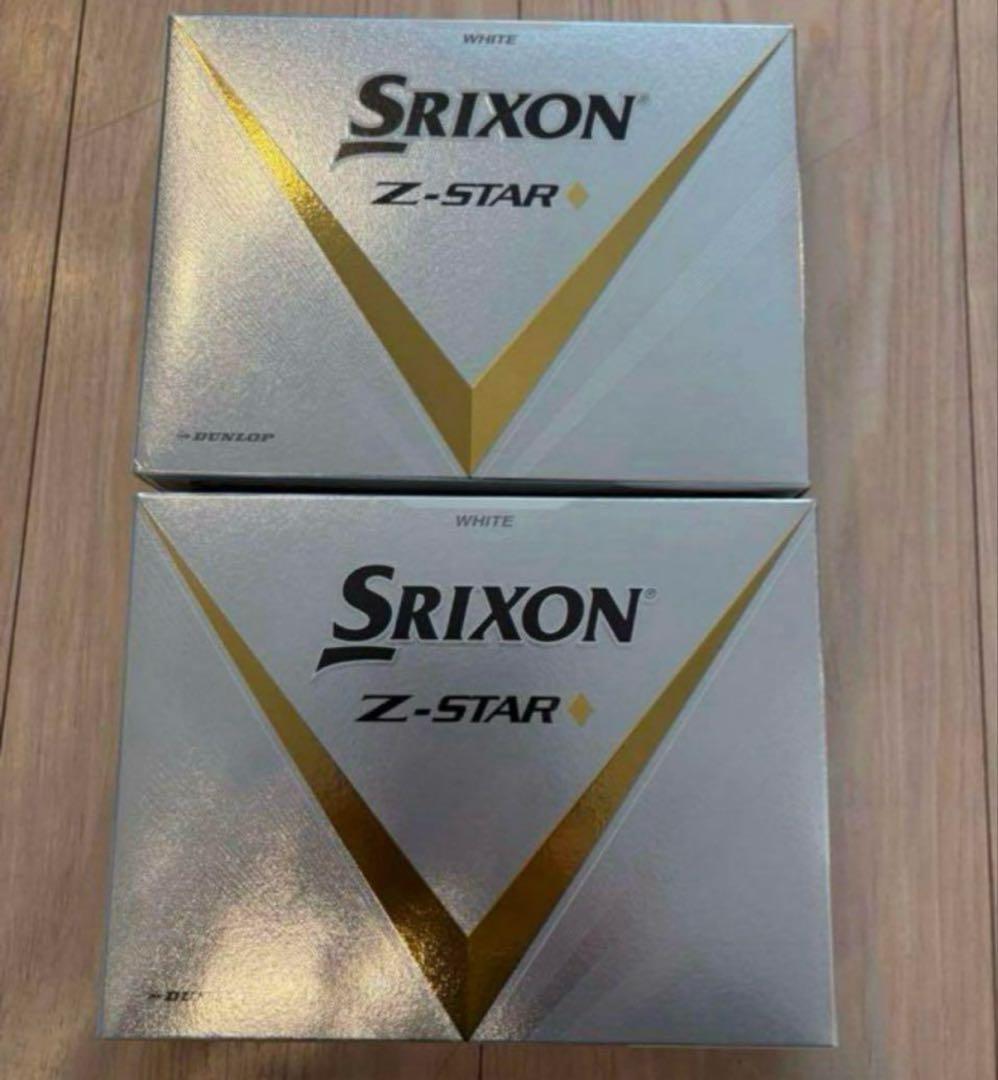 WHITE
SRIXON
Z-STAR♦
DUNLOP
WHITE
SRIXON®
Z-STAR♦